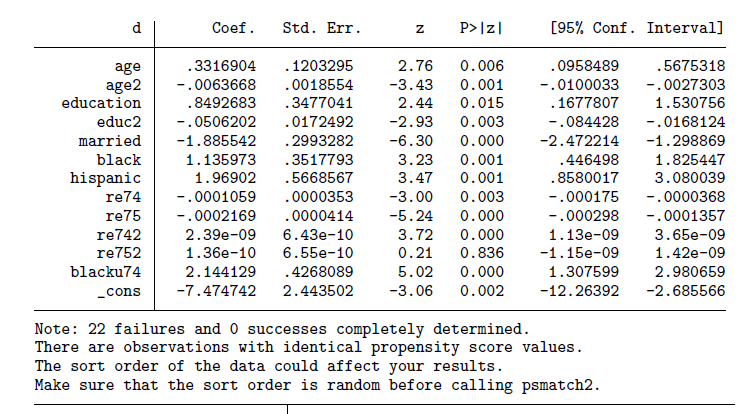 d Coef. Std. Err. z P>|z| [95% Conf. Interval]
age .3316904 .1203295 2.76 0.006 .0958489 .5675318
age2 -.0063668 .0018554 -3.43 0.001 -.0100033 -.0027303
education .8492683 .3477041 2.44 0.015 .1677807 1.530756
educ2 -.0506202 .0172492 -2.93 0.003 -.084428 -.0168124
married -1.885542 .2993282 -6.30 0.000 -2.472214 -1.298869
black 1.135973 .3517793 3.23 0.001 .446498 1.825447
hispanic 1.96902 .5668567 3.47 0.001 .8580017 3.080039
re74 -.0001059 .0000353 -3.00 0.003 -.000175 -.0000368
re75 -.0002169 .0000414 -5.24 0.000 -.000298 -.0001357
re742 2.39e-09 6.43e-10 3.72 0.000 1.13e-09 3.65e-09
re752 1.36e-10 6.55e-10 0.21 0.836 -1.15e-09 1.42e-09
blacku74 2.144129 .4268089 5.02 0.000 1.307599 2.980659
_cons -7.474742 2.443502 -3.06 0.002 -12.26392 -2.685566
Note: 22 failures and 0 successes completely determined.
There are observations with identical propensity score values.
The sort order of the data could affect your results.
Make sure that the sort order is random before calling psmatch2.